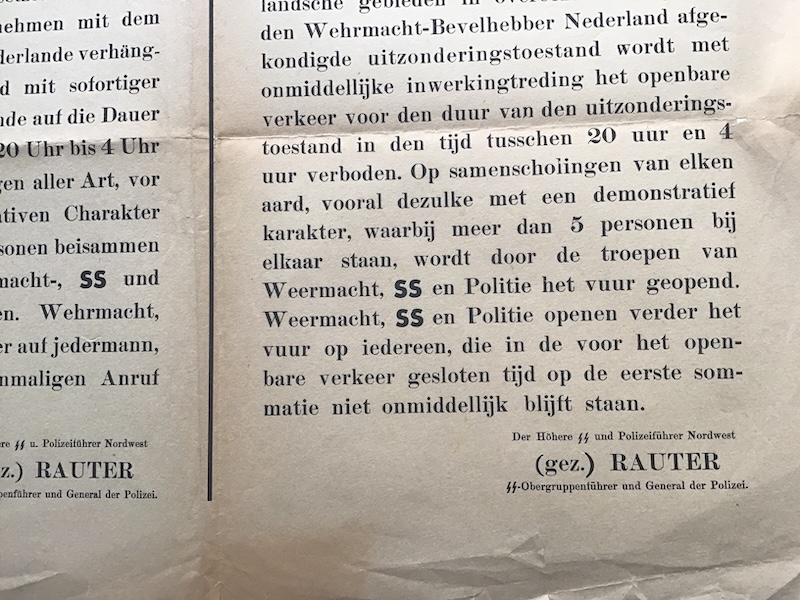 nehmen mit dem
derlande verhäng-
d mit sofortiger
nde auf die Dauer
20 Uhr bis 4 Uhr
gen aller Art, vor
ativen Charakter
sonen beisammen
macht-, SS und
en. Wehrmacht,
er auf jedermann,
nmaligen Anruf
ere SS u. Polizeiführer Nordwest
z.) RAUTER
penführer und General der Polizei.
landsche gebieden in
den Wehrmacht-Bevelhebber Nederland afge-
kondigde uitzonderingstoestand wordt met
onmiddellijke inwerkingtreding het openbare
verkeer voor den duur van den uitzonderings-
toestand in den tijd tusschen 20 uur en 4
uur verboden. Op samenscholingen van elken
aard, vooral dezulke met een demonstratief
karakter, waarbij meer dan 5 personen bij
elkaar staan, wordt door de troepen van
Weermacht, SS en Politie het vuur geopend.
Weermacht, SS en Politie openen verder het
vuur op iedereen, die in de voor het open-
bare verkeer gesloten tijd op de eerste som-
matie niet onmiddellijk blijft staan.
Der Höhere SS und Polizeiführer Nordwest
(gez.) RAUTER
SS-Obergruppenführer und General der Polizei.